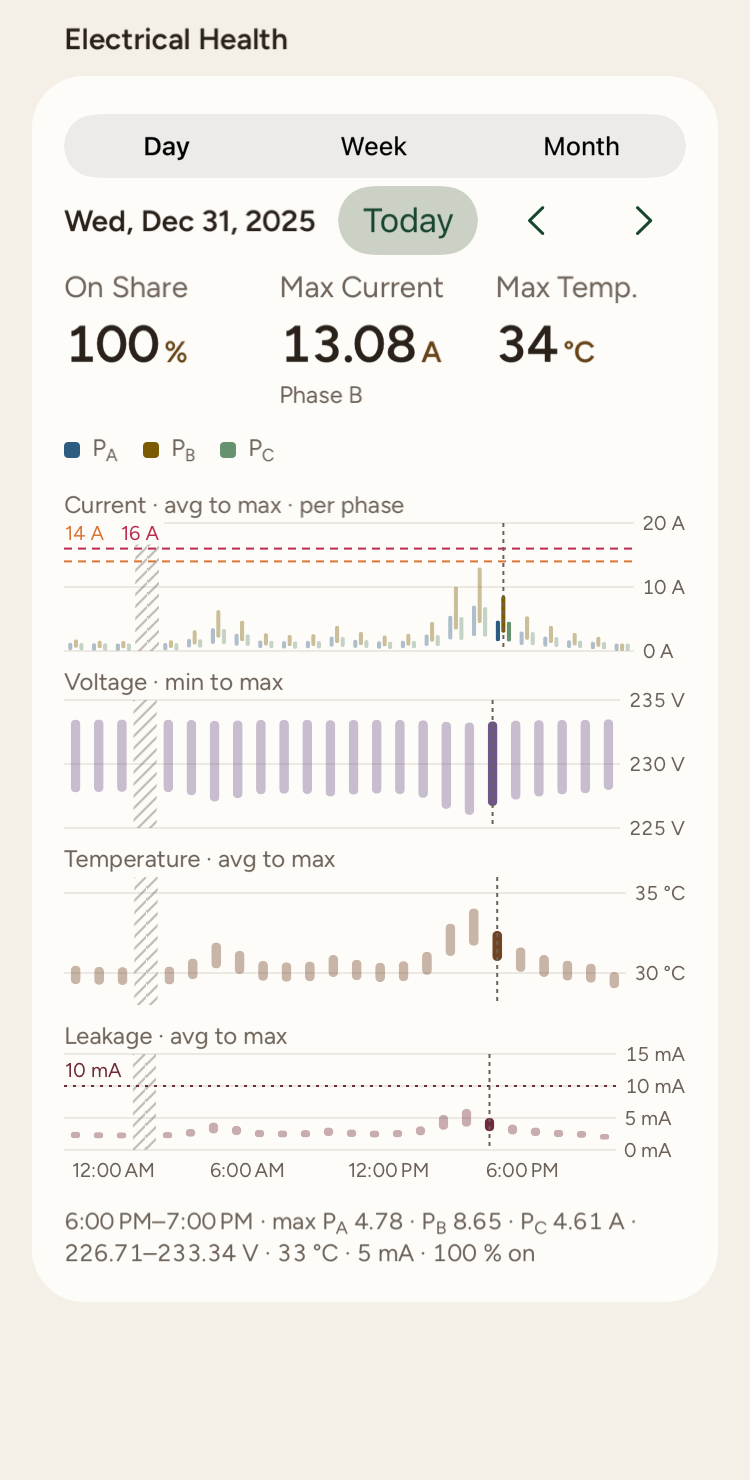 Electrical Health
Day Week Month
Wed, Dec 31, 2025 Today
On Share Max Current Max Temp.
100 % 13.08 A 34 °C
Phase B
PA PB PC
Current · avg to max · per phase
20 A
14 A 16 A
10 A
0 A
Voltage · min to max
235 V
230 V
225 V
Temperature · avg to max
35 °C
30 °C
Leakage · avg to max
15 mA
10 mA
10 mA
5 mA
0 mA
12:00 AM 6:00 AM 12:00 PM 6:00 PM
6:00 PM–7:00 PM · max PA 4.78 · PB 8.65 · PC 4.61 A ·
226.71–233.34 V · 33 °C · 5 mA · 100 % on